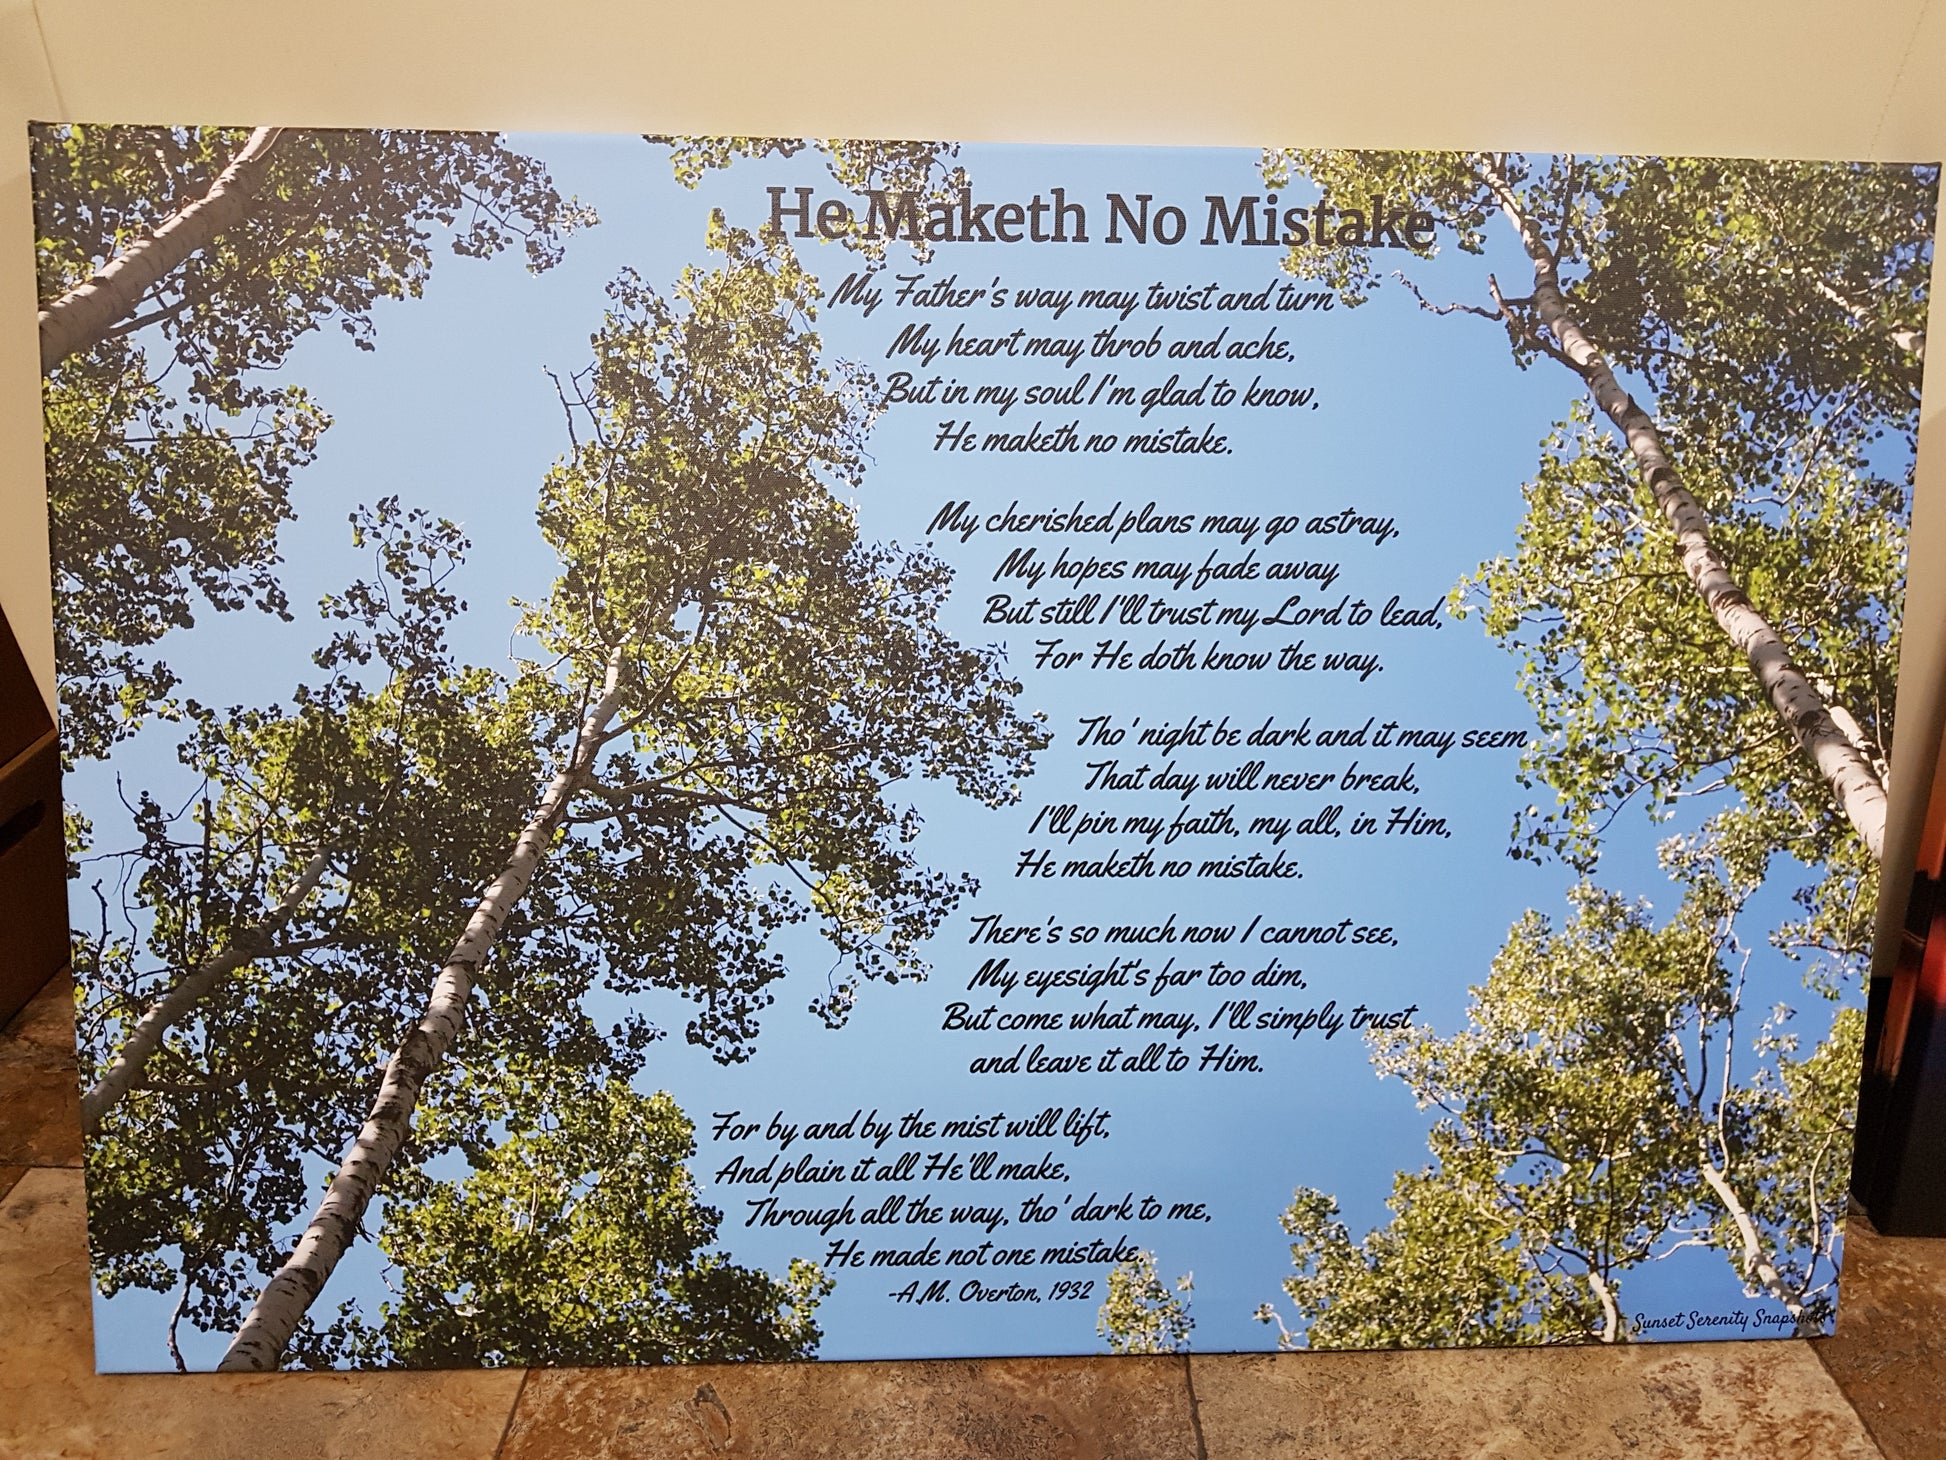 He Maketh No Mistake
My Father's way may twist and turn
My heart may throb and ache,
But in my soul I'm glad to know,
He maketh no mistake.
My cherished plans may go astray,
My hopes may fade away
But still I'll trust my Lord to lead,
For He doth know the way.
Tho' night be dark and it may seem
That day will never break,
I'll pin my faith, my all, in Him,
He maketh no mistake.
There's so much now I cannot see,
My eyesight's far too dim,
But come what may, I'll simply trust
and leave it all to Him.
For by and by the mist will lift,
And plain it all He'll make,
Through all the way, tho' dark to me,
He made not one mistake.
-A.M. Overton, 1932
Sunset Serenity Snapshots